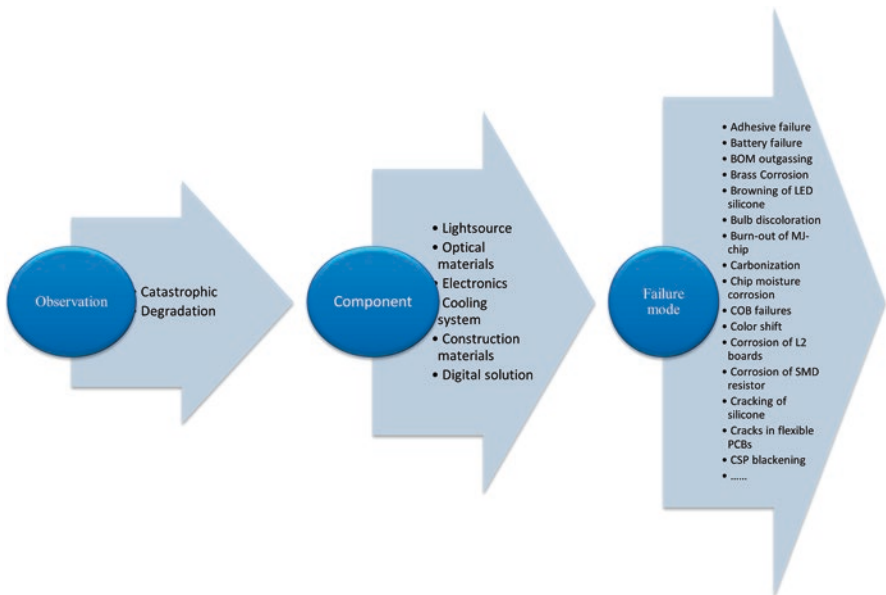 Observation
• Catastrophic
Degradation
Component
• Lightsource
• Optical
materials
• Electronics
• Cooling
system
• Construction
materials
• Digital solution
Failure
mode
• Adhesive failure
• Battery failure
• BOM outgassing
• Brass Corrosion
• Browning of LED
silicone
• Bulb discoloration
• Burn-out of MJ-
chip
• Carbonization
• Chip moisture
corrosion
• COB failures
• Color shift
• Corrosion of L2
boards
• Corrosion of SMD
resistor
• Cracking of
silicone
• Cracks in flexible
PCBs
• CSP blackening
• ......